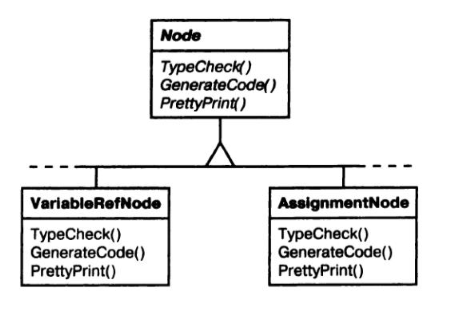 Node
TypeCheck()
GenerateCode()
PrettyPrint()
VariableRefNode
TypeCheck()
GenerateCode()
PrettyPrint()
AssignmentNode
TypeCheck()
GenerateCode()
PrettyPrint()